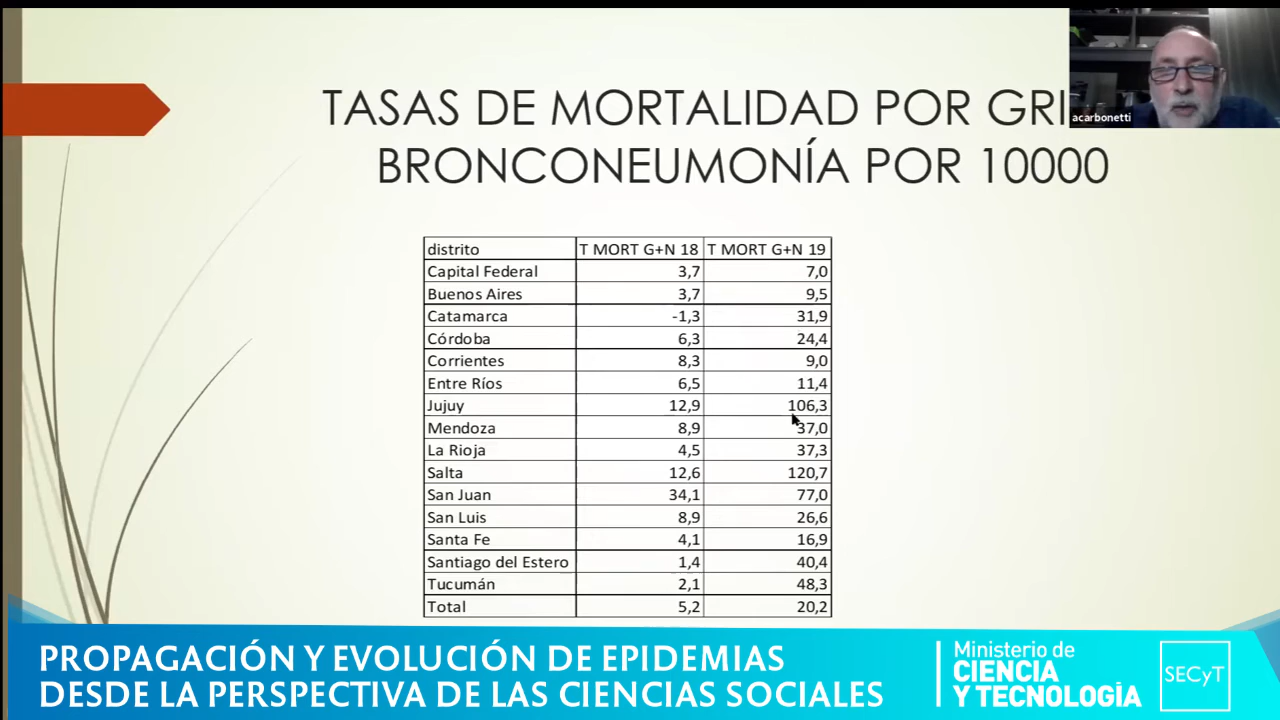 TASAS DE MORTALIDAD POR GRI
BRONCONEUMONÍA POR 10000
acarbonetti
distrito T MORT G+N 18 T MORT G+N 19
Capital Federal 3,7 7,0
Buenos Aires 3,7 9,5
Catamarca -1,3 31,9
Córdoba 6,3 24,4
Corrientes 8,3 9,0
Entre Ríos 6,5 11,4
Jujuy 12,9 106,3
Mendoza 8,9 37,0
La Rioja 4,5 37,3
Salta 12,6 120,7
San Juan 34,1 77,0
San Luis 8,9 26,6
Santa Fe 4,1 16,9
Santiago del Estero 1,4 40,4
Tucumán 2,1 48,3
Total 5,2 20,2
PROPAGACIÓN Y EVOLUCIÓN DE EPIDEMIAS
DESDE LA PERSPECTIVA DE LAS CIENCIAS SOCIALES
Ministerio de
CIENCIA
Y TECNOLOGÍA
SECyT